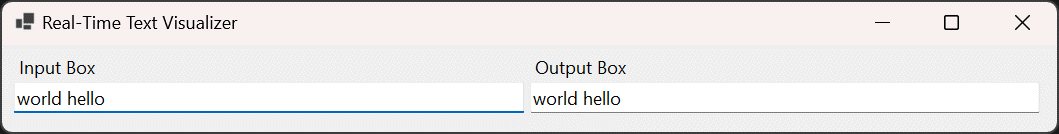 Real-Time Text Visualizer
Input Box Output Box
world hello world hello